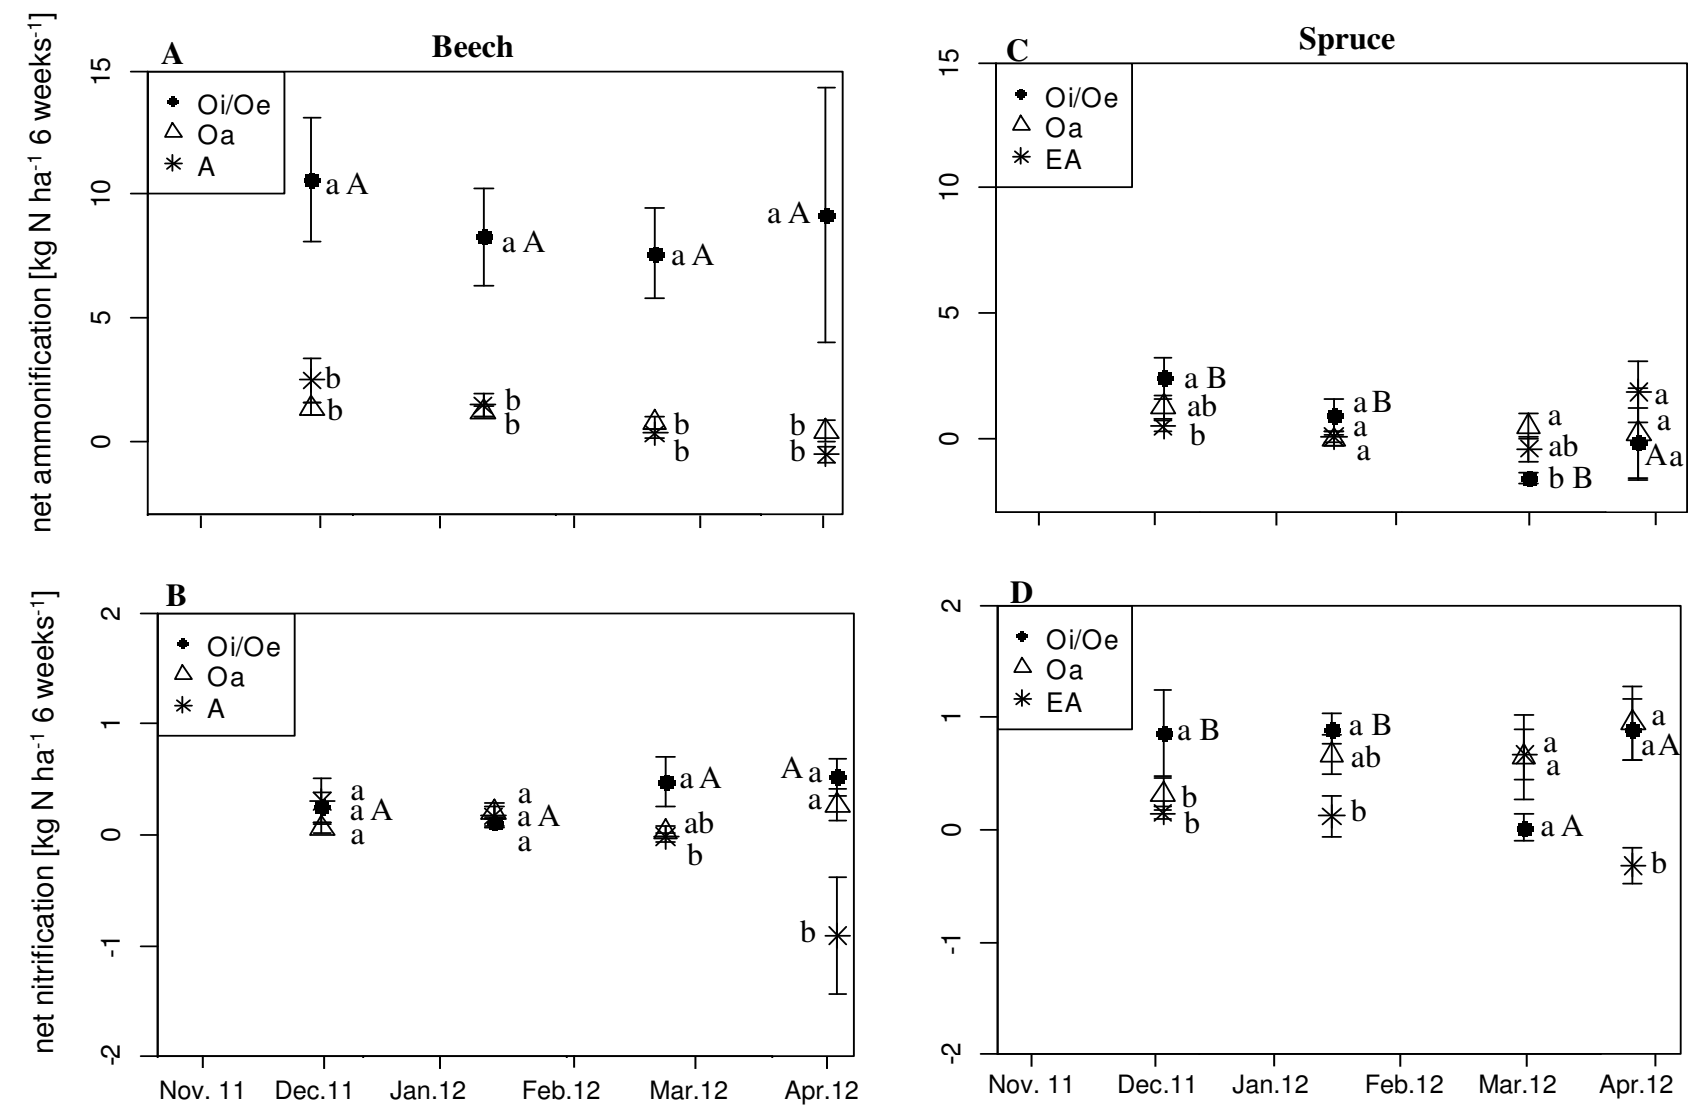 A
Beech
net ammonification [kg N ha-1 6 weeks-1]
15
10
5
0
Oi/Oe
Oa
A
a A
b
b
a A
b
b
a A
b
b
a A
b
b
C
Spruce
15
10
5
0
Oi/Oe
Oa
EA
a B
ab
b
a B
a
a
a
ab
b B
a
a
A a
B
net nitrification [kg N ha-1 6 weeks-1]
2
1
0
-1
-2
Oi/Oe
Oa
A
a
a A
a
a
a A
a
a A
ab
b
A a
a
b
Nov. 11 Dec.11 Jan.12 Feb.12 Mar.12 Apr.12
D
2
1
0
-1
-2
Oi/Oe
Oa
EA
a B
b
b
a B
ab
b
a
a
a A
a
a A
b
Nov. 11 Dec.11 Jan.12 Feb.12 Mar.12 Apr.12